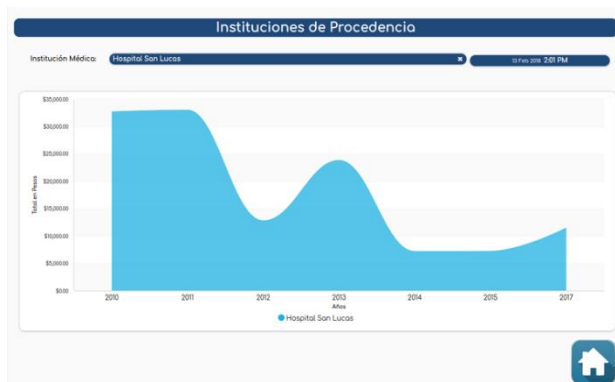 Instituciones de Procedencia
Institución Médica: Hospital San Lucas 2:01 PM
$35,000.00
$30,000.00
$25,000.00
$20,000.00
$15,000.00
$10,000.00
$5,000.00
$0.00
Total en Pesos
2010 2011 2012 2013 2014 2015 2017
Años
Hospital San Lucas